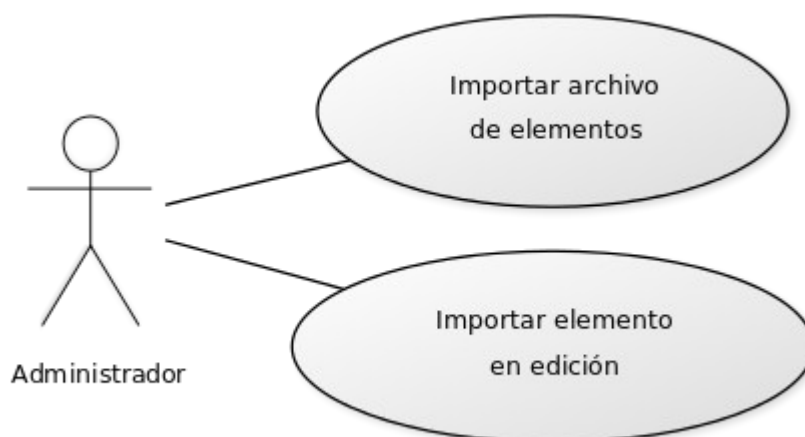 Importar archivo
de elementos
Importar elemento
en edición
Administrador